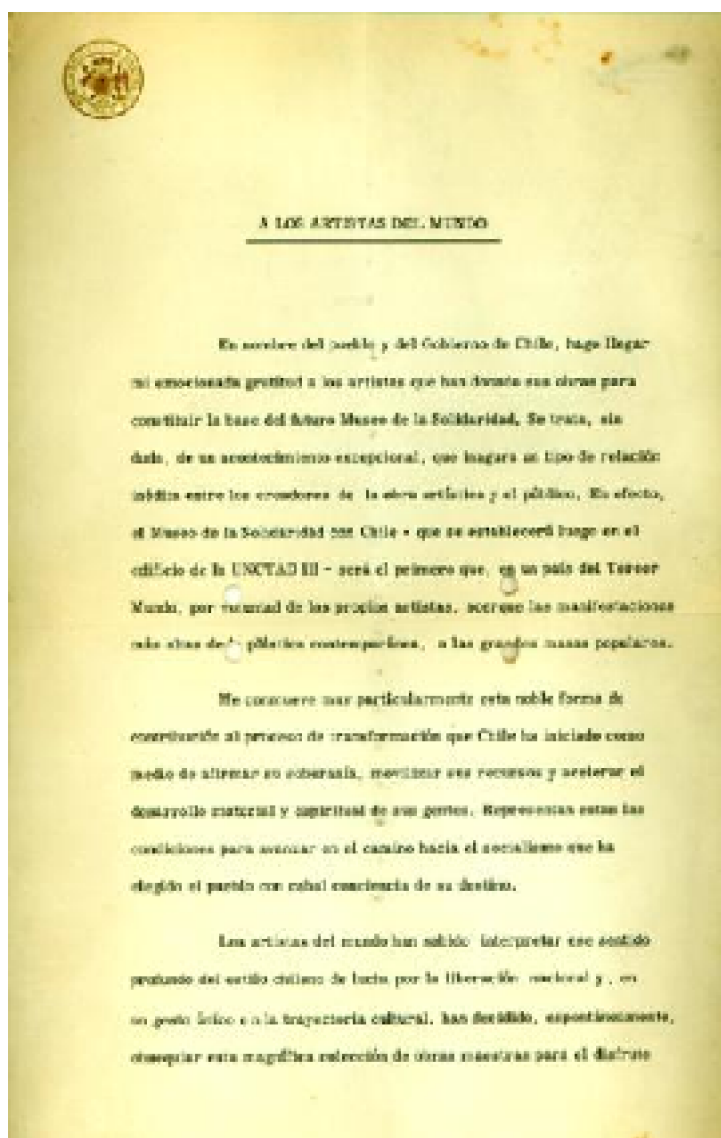 A LOS ARTISTAS DEL MUNDO
En nombre del pueblo y del Gobierno de Chile, hago llegar
mi emocionada gratitud a los artistas que han donado sus obras para
constituir la base del futuro Museo de la Solidaridad. Se trata, sin
duda, de un acontecimiento excepcional, que inagura un tipo de relación
inédita entre los creadores de la obra artística y el público. En efecto,
el Museo de la Solidaridad con Chile - que se establecerá luego en el
edificio de la UNCTAD III - será el primero que, en un país del Tercer
Mundo, por voluntad de los propios artistas, acerque las manifestaciones
más altas de la plástica contemporánea, a las grandes masas populares.
Me conmueve muy particularmente esta noble forma de
contribución al proceso de transformación que Chile ha iniciado como
medio de afirmar su soberanía, movilizar sus recursos y acelerar el
desarrollo material y espiritual de sus gentes. Representan estas las
condiciones para avanzar en el camino hacia el socialismo que ha
elegido el pueblo con cabal conciencia de su destino.
Los artistas del mundo han sabido interpretar ese sentido
profundo del estilo chileno de lucha por la liberación nacional y, en
un gesto único en la trayectoria cultural, han decidido, espontáneamente,
obsequiar esta magnífica colección de obras maestras para el disfrute